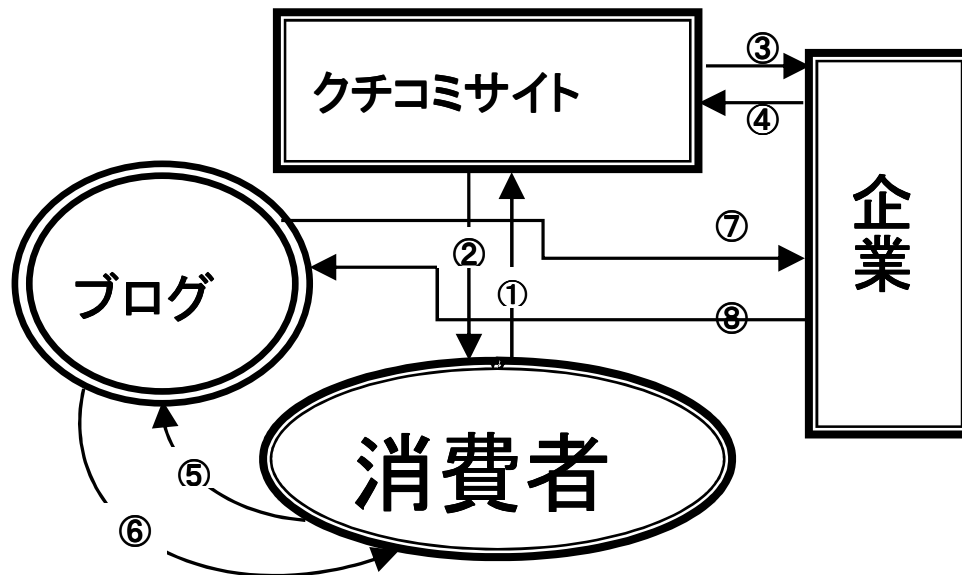 クチコミサイト
③
④
企業
⑦
②
①
ブログ
⑧
消費者
⑤
⑥